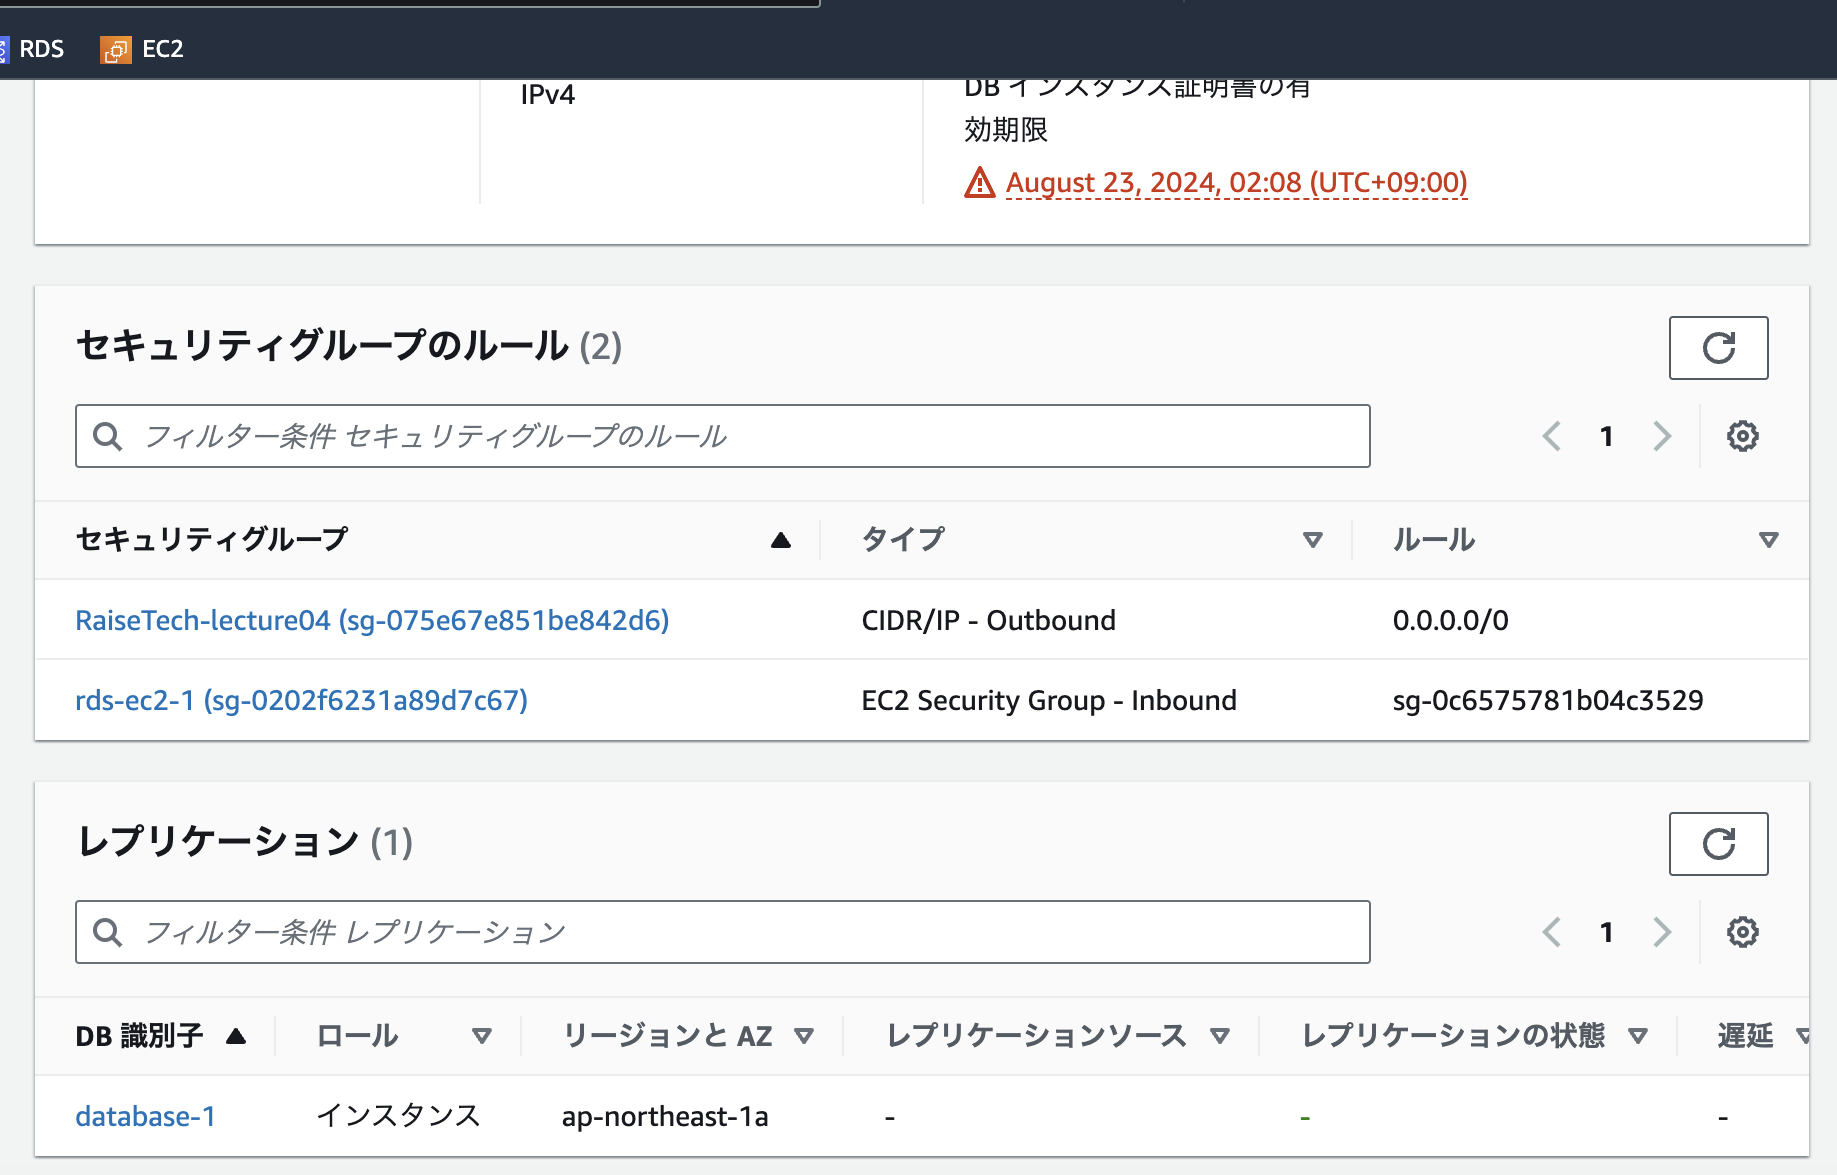 RDS EC2
IPv4
DB インスタンス証明書の有
効期限
August 23, 2024, 02:08 (UTC+09:00)
セキュリティグループのルール (2)
フィルター条件 セキュリティグループのルール
1
セキュリティグループ タイプ ルール
RaiseTech-lecture04 (sg-075e67e851be842d6) CIDR/IP - Outbound 0.0.0.0/0
rds-ec2-1 (sg-0202f6231a89d7c67) EC2 Security Group - Inbound sg-0c6575781b04c3529
レプリケーション (1)
フィルター条件 レプリケーション
1
DB 識別子 ロール リージョンと AZ レプリケーションソース レプリケーションの状態 遅延
database-1 インスタンス ap-northeast-1a - - -